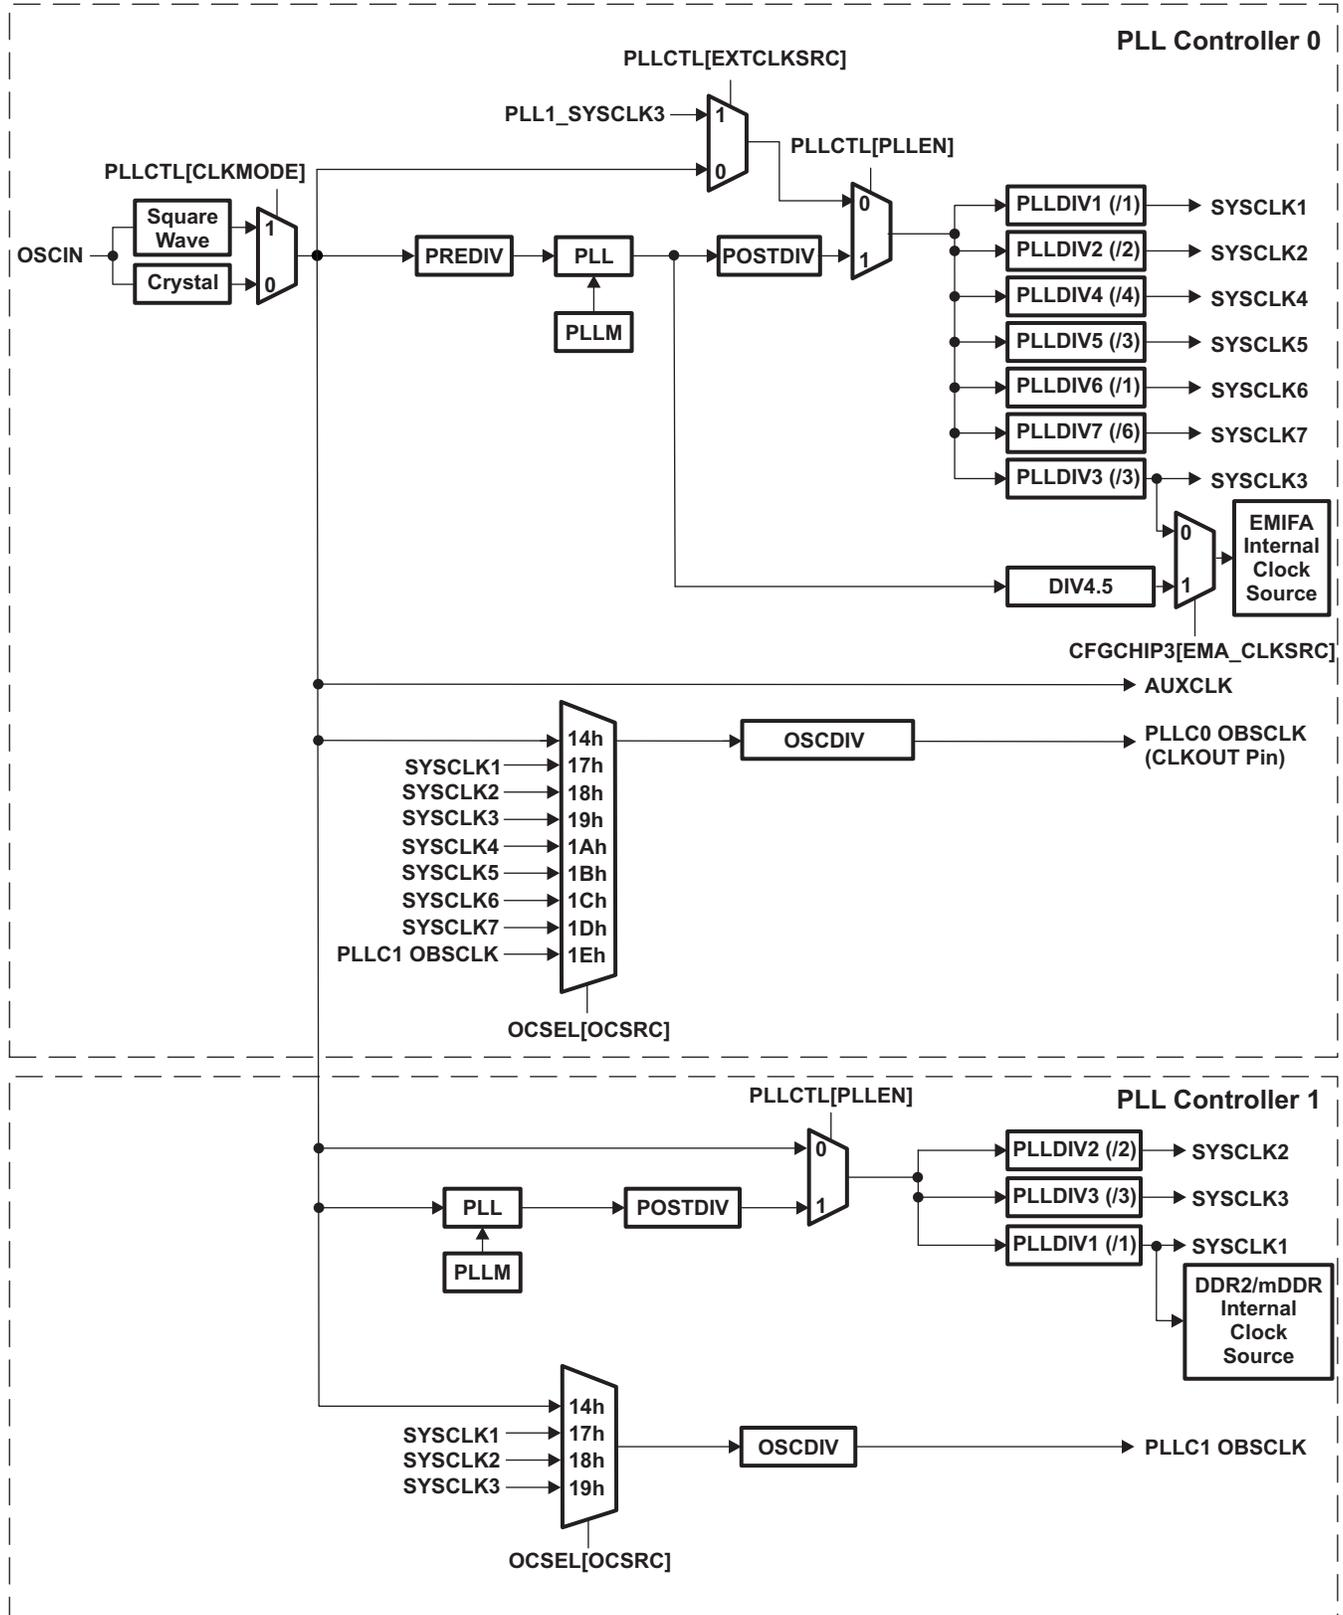 PLL Controller 0
PLLCTL[EXTCLKSRC]
PLL1_SYSCLK3
1
0
PLLCTL[PLLEN]
0
1
PLLCTL[CLKMODE]
OSCIN
Square
Wave
Crystal
1
0
PREDIV
PLL
PLLM
POSTDIV
PLLDIV1 (/1)
SYSCLK1
PLLDIV2 (/2)
SYSCLK2
PLLDIV4 (/4)
SYSCLK4
PLLDIV5 (/3)
SYSCLK5
PLLDIV6 (/1)
SYSCLK6
PLLDIV7 (/6)
SYSCLK7
PLLDIV3 (/3)
SYSCLK3
0
1
EMIFA
Internal
Clock
Source
DIV4.5
CFGCHIP3[EMA_CLKSRC]
AUXCLK
14h
SYSCLK1
17h
SYSCLK2
18h
SYSCLK3
19h
SYSCLK4
1Ah
SYSCLK5
1Bh
SYSCLK6
1Ch
SYSCLK7
1Dh
PLLC1 OBSCLK
1Eh
OCSEL[OCSRC]
OSCDIV
PLLC0 OBSCLK
(CLKOUT Pin)
PLL Controller 1
PLLCTL[PLLEN]
0
1
PLL
PLLM
POSTDIV
PLLDIV2 (/2)
SYSCLK2
PLLDIV3 (/3)
SYSCLK3
PLLDIV1 (/1)
SYSCLK1
DDR2/mDDR
Internal
Clock
Source
14h
SYSCLK1
17h
SYSCLK2
18h
SYSCLK3
19h
OCSEL[OCSRC]
OSCDIV
PLLC1 OBSCLK